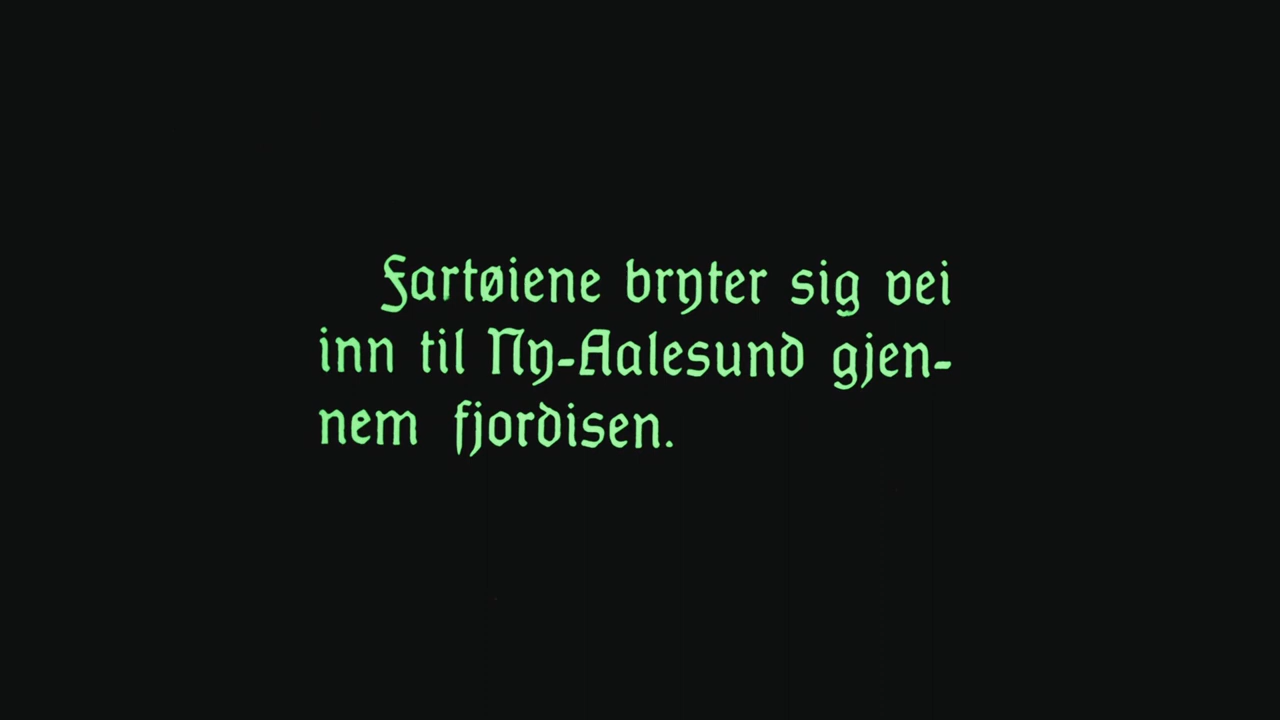 Fartøiene bryter sig vei
inn til Ny-Aalesund gjen-
nem fjordisen.